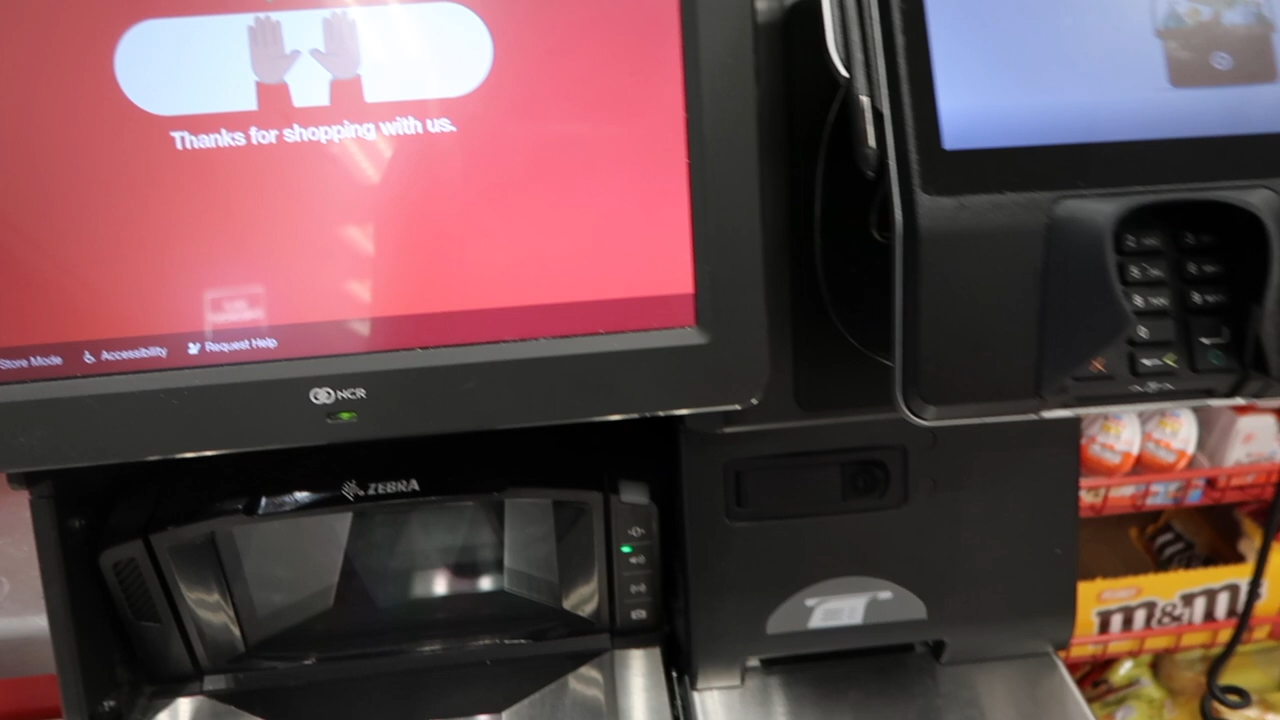 Thanks for shopping with us.
Store Mode
Accessibility
Request Help
NCR
ZEBRA
m&m's